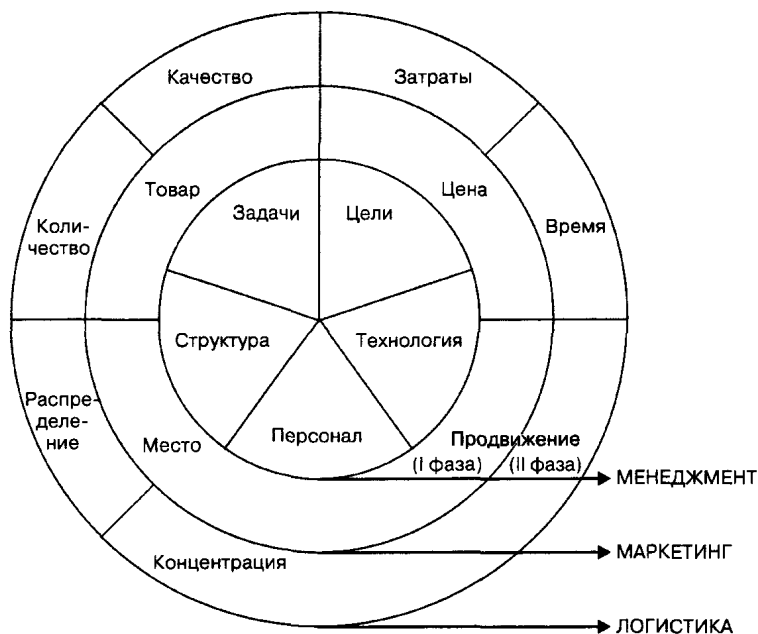 Качество
Затраты
Товар
Цена
Задачи
Цели
Коли-
чество
Время
Структура
Технология
Распре-
деле-
ние
Место
Персонал
Продвижение
(I фаза) (II фаза)
МЕНЕДЖМЕНТ
МАРКЕТИНГ
Концентрация
ЛОГИСТИКА